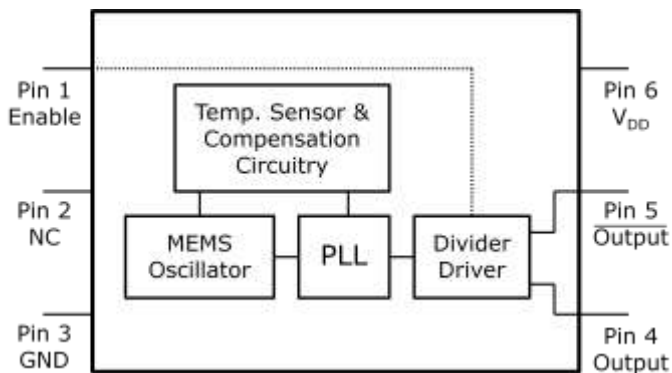 Pin 1
Enable
Pin 2
NC
Pin 3
GND
Temp. Sensor &
Compensation
Circuitry
MEMS
Oscillator
PLL
Divider
Driver
Pin 6
V_DD
Pin 5
Output
Pin 4
Output